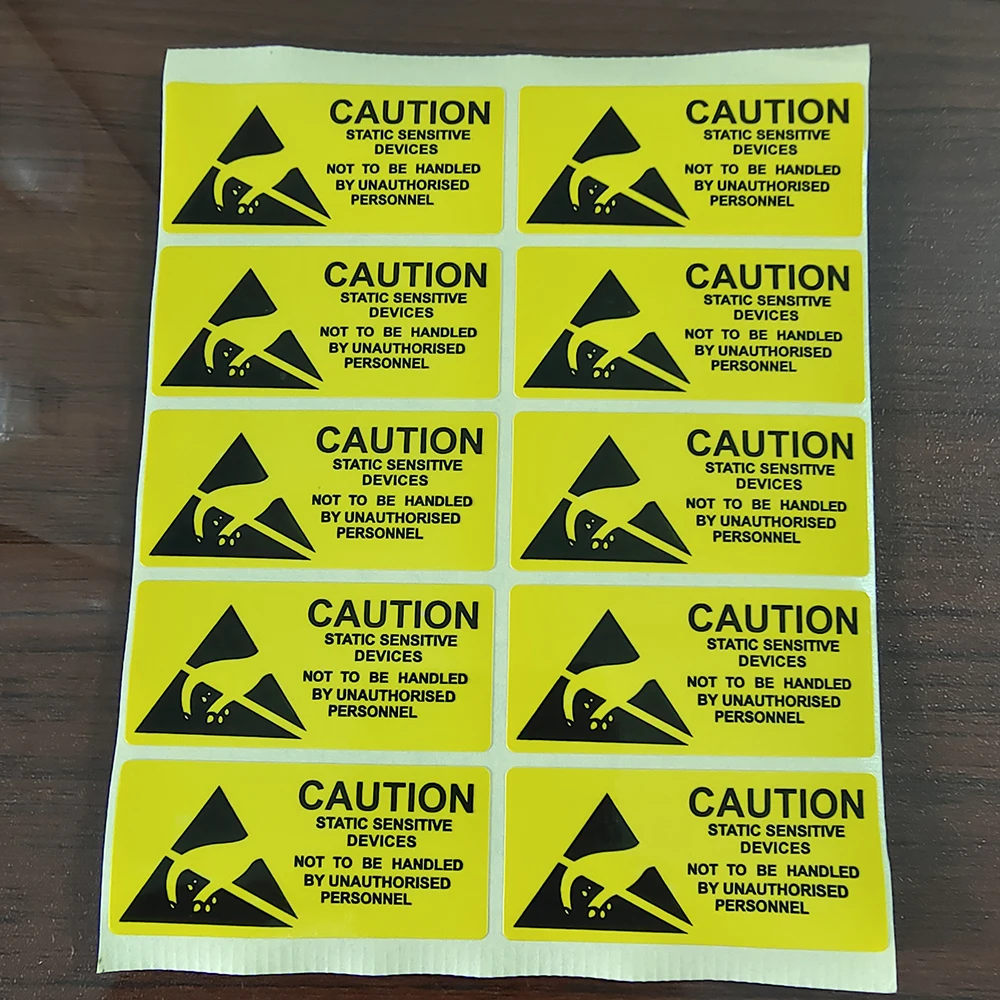 CAUTION
STATIC SENSITIVE
DEVICES
NOT TO BE HANDLED
BY UNAUTHORISED
PERSONNEL
CAUTION
STATIC SENSITIVE
DEVICES
NOT TO BE HANDLED
BY UNAUTHORISED
PERSONNEL
CAUTION
STATIC SENSITIVE
DEVICES
NOT TO BE HANDLED
BY UNAUTHORISED
PERSONNEL
CAUTION
STATIC SENSITIVE
DEVICES
NOT TO BE HANDLED
BY UNAUTHORISED
PERSONNEL
CAUTION
STATIC SENSITIVE
DEVICES
NOT TO BE HANDLED
BY UNAUTHORISED
PERSONNEL
CAUTION
STATIC SENSITIVE
DEVICES
NOT TO BE HANDLED
BY UNAUTHORISED
PERSONNEL
CAUTION
STATIC SENSITIVE
DEVICES
NOT TO BE HANDLED
BY UNAUTHORISED
PERSONNEL
CAUTION
STATIC SENSITIVE
DEVICES
NOT TO BE HANDLED
BY UNAUTHORISED
PERSONNEL
CAUTION
STATIC SENSITIVE
DEVICES
NOT TO BE HANDLED
BY UNAUTHORISED
PERSONNEL
CAUTION
STATIC SENSITIVE
DEVICES
NOT TO BE HANDLED
BY UNAUTHORISED
PERSONNEL